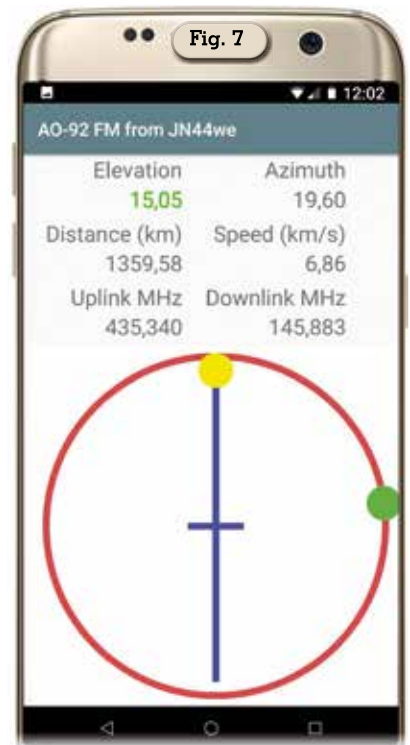 Fig. 7
12:02
AO-92 FM from JN44we
Elevation Azimuth
15,05 19,60
Distance (km) Speed (km/s)
1359,58 6,86
Uplink MHz Downlink MHz
435,340 145,883